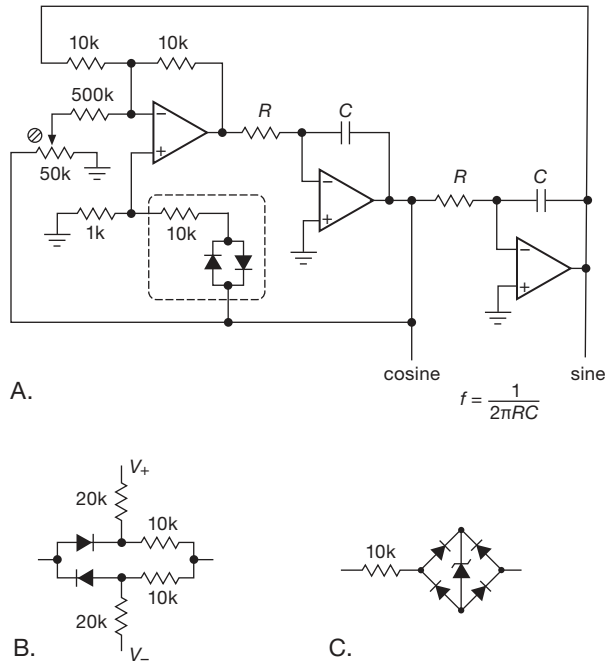 10k 10k
500k
R C
50k
R C
1k
10k
cosine sine
A.
f = 1 / 2πRC
V+
20k
10k
10k
10k
20k
B. V− C.